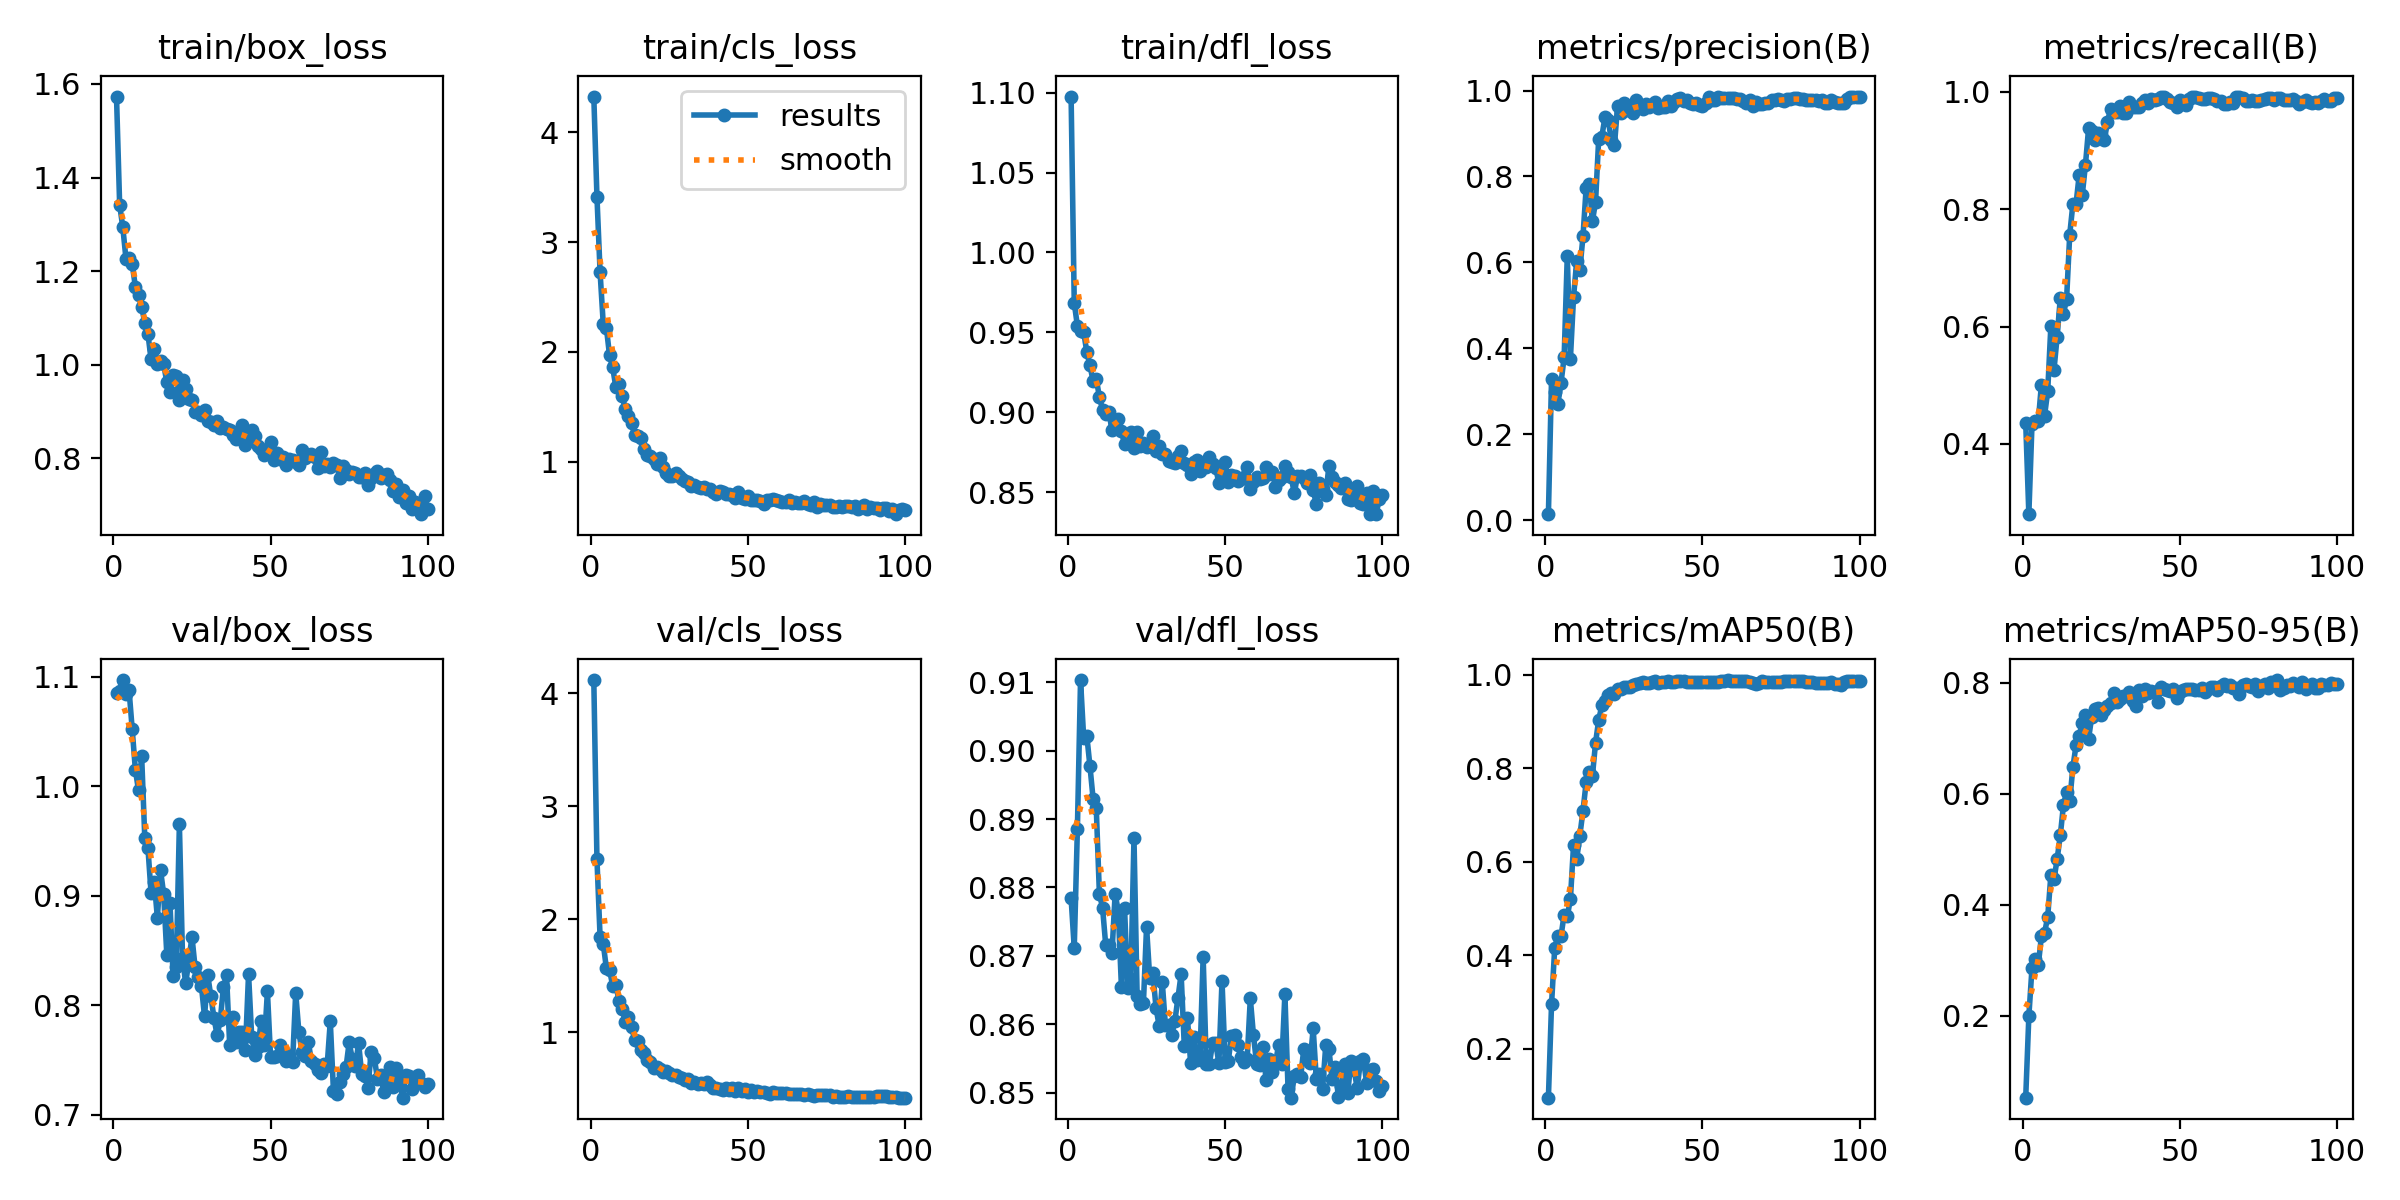 train/box_loss
1.6
1.4
1.2
1.0
0.8
0 50 100
train/cls_loss
results
smooth
4
3
2
1
0 50 100
train/dfl_loss
1.10
1.05
1.00
0.95
0.90
0.85
0 50 100
metrics/precision(B)
1.0
0.8
0.6
0.4
0.2
0.0
0 50 100
metrics/recall(B)
1.0
0.8
0.6
0.4
0 50 100
val/box_loss
1.1
1.0
0.9
0.8
0.7
0 50 100
val/cls_loss
4
3
2
1
0 50 100
val/dfl_loss
0.91
0.90
0.89
0.88
0.87
0.86
0.85
0 50 100
metrics/mAP50(B)
1.0
0.8
0.6
0.4
0.2
0 50 100
metrics/mAP50-95(B)
0.8
0.6
0.4
0.2
0 50 100